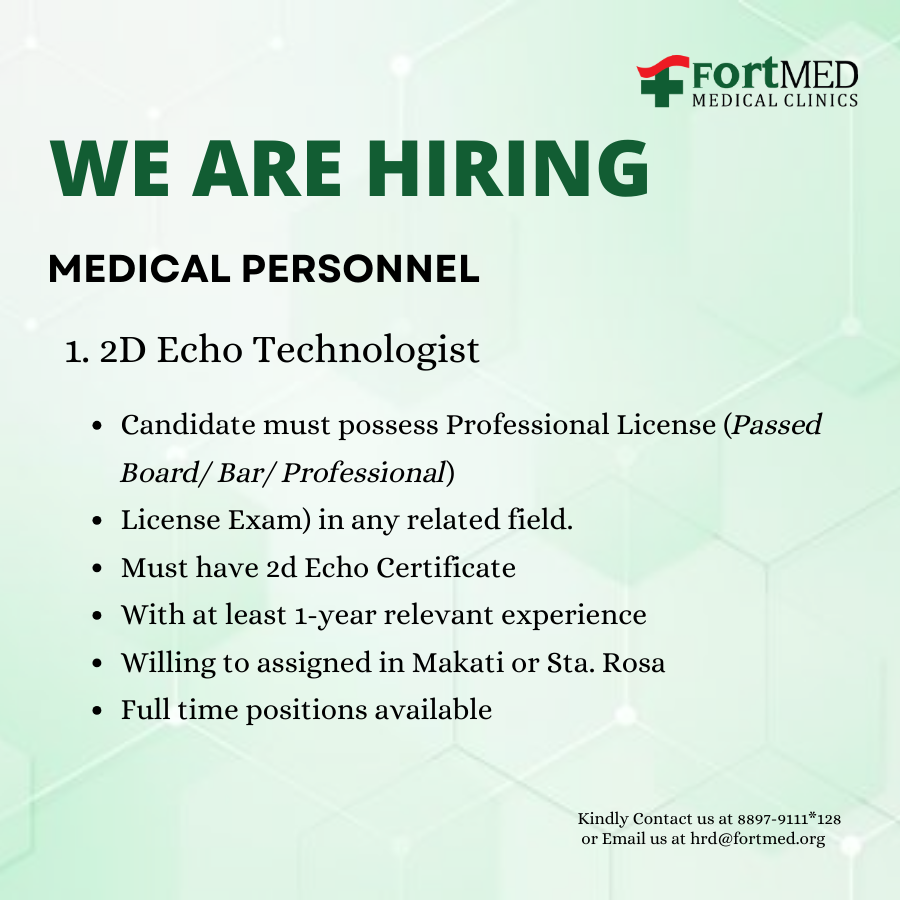 FortMED
MEDICAL CLINICS
WE ARE HIRING
MEDICAL PERSONNEL
1. 2D Echo Technologist
• Candidate must possess Professional License (Passed
Board/ Bar/ Professional)
• License Exam) in any related field.
• Must have 2d Echo Certificate
• With at least 1-year relevant experience
• Willing to assigned in Makati or Sta. Rosa
• Full time positions available
Kindly Contact us at 8897-9111*128
or Email us at hrd@fortmed.org